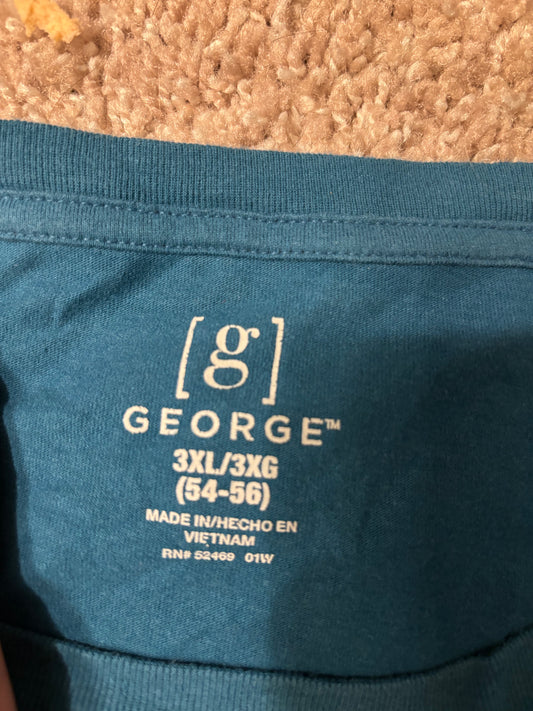 [g]
GEORGE™
3XL/3XG
(54-56)
MADE IN/HECHO EN
VIETNAM
RN# 52469 01W